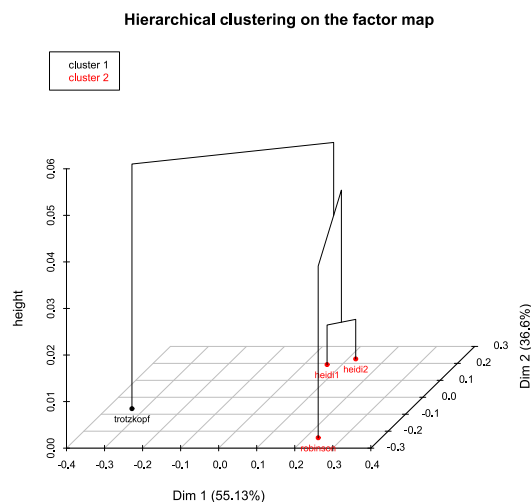 Hierarchical clustering on the factor map
cluster 1
cluster 2
0.06
0.05
0.04
0.03
0.02
0.01
0.00
height
-0.4 -0.3 -0.2 -0.1 0.0 0.1 0.2 0.3 0.4
Dim 1 (55.13%)
0.3
0.2
0.1
0.0
-0.1
-0.2
-0.3
Dim 2 (36.6%)
heidi1
heidi2
trotzkopf
robinson